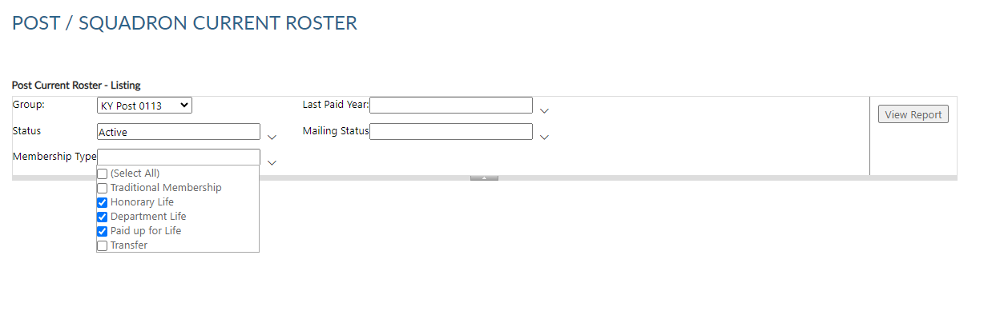 POST / SQUADRON CURRENT ROSTER
Post Current Roster - Listing
Group: KY Post 0113 Last Paid Year: View Report
Status Active Mailing Status
Membership Type
(Select All)
Traditional Membership
Honorary Life
Department Life
Paid up for Life
Transfer